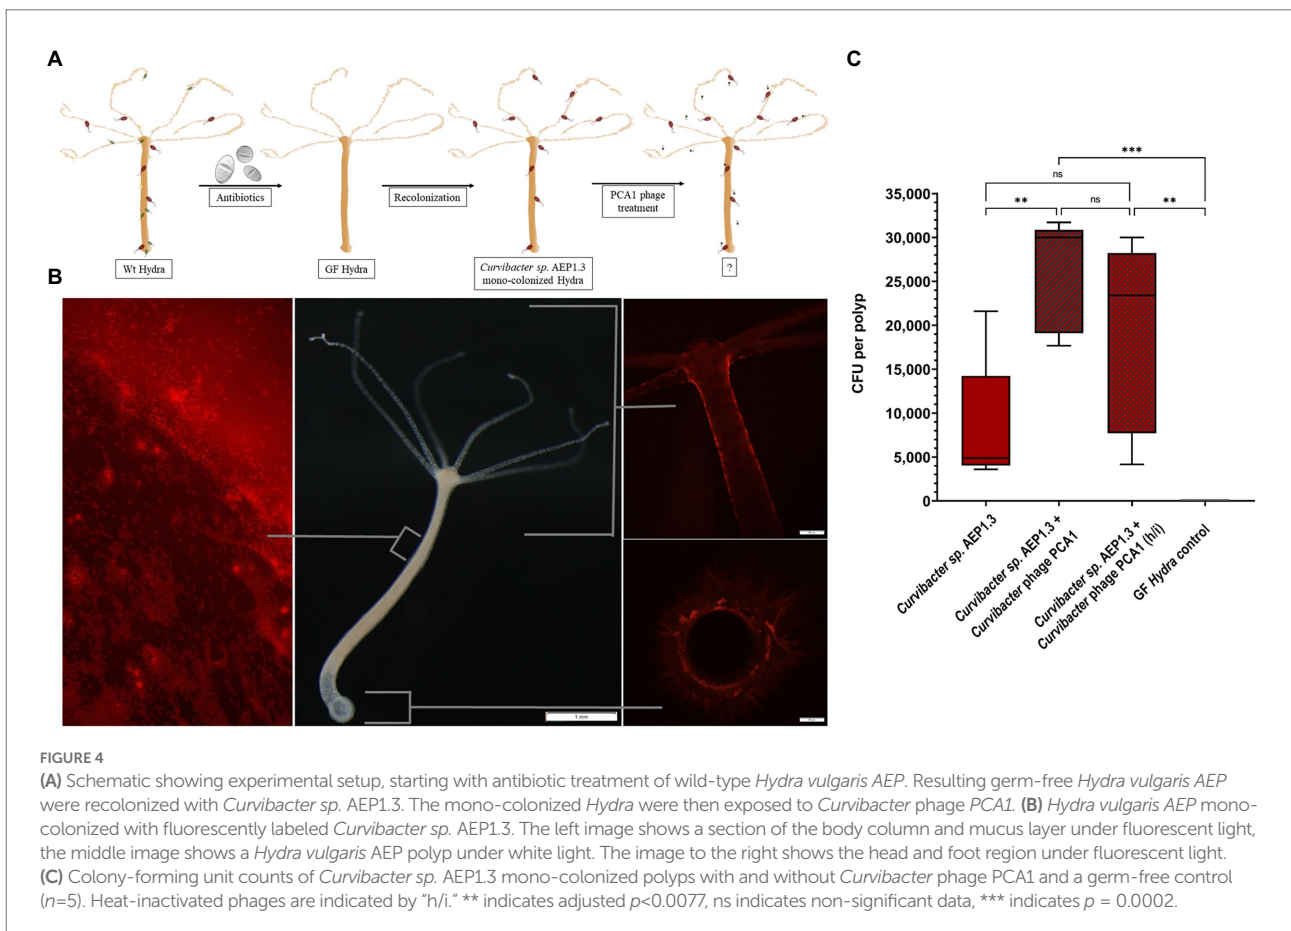 A
Antibiotics
Recolonization
PCA1 phage
treatment
Wt Hydra
GF Hydra
Curvibacter sp. AEP1.3
mono-colonized Hydra
?
B
1 mm
C
CFU per polyp
35,000
30,000
25,000
20,000
15,000
10,000
5,000
0
***
ns
**
ns
**
Curvibacter sp. AEP1.3
Curvibacter sp. AEP1.3 +
Curvibacter phage PCA1
Curvibacter sp. AEP1.3 +
Curvibacter phage PCA1 (h/i)
GF Hydra control
FIGURE 4
(A) Schematic showing experimental setup, starting with antibiotic treatment of wild-type Hydra vulgaris AEP. Resulting germ-free Hydra vulgaris AEP
were recolonized with Curvibacter sp. AEP1.3. The mono-colonized Hydra were then exposed to Curvibacter phage PCA1. (B) Hydra vulgaris AEP mono-
colonized with fluorescently labeled Curvibacter sp. AEP1.3. The left image shows a section of the body column and mucus layer under fluorescent light,
the middle image shows a Hydra vulgaris AEP polyp under white light. The image to the right shows the head and foot region under fluorescent light.
(C) Colony-forming unit counts of Curvibacter sp. AEP1.3 mono-colonized polyps with and without Curvibacter phage PCA1 and a germ-free control
(n=5). Heat-inactivated phages are indicated by “h/i.” ** indicates adjusted p<0.0077, ns indicates non-significant data, *** indicates p = 0.0002.